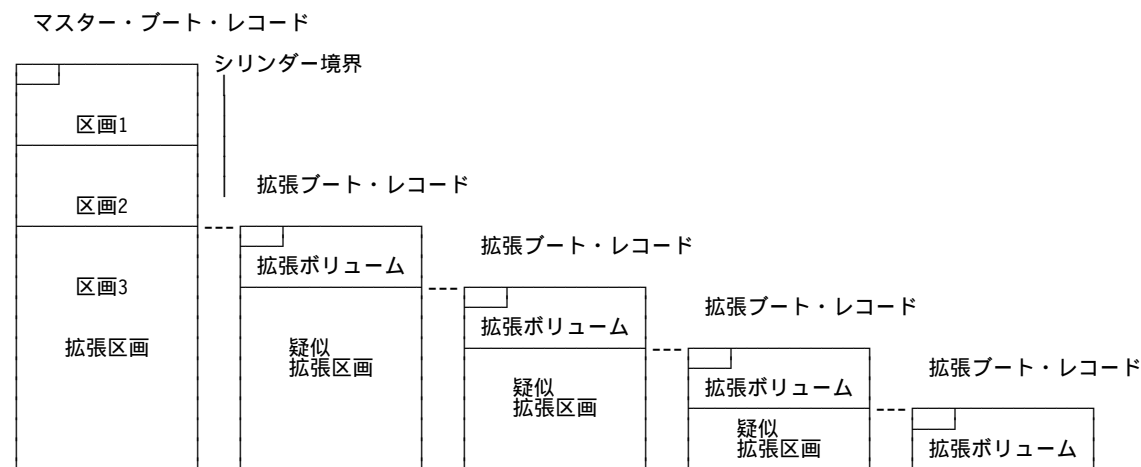 マスター・ブート・レコード
シリンダー境界
区画1
拡張ブート・レコード
区画2
拡張ブート・レコード
拡張ボリューム
区画3
拡張ブート・レコード
拡張ボリューム
拡張区画
疑似
拡張区画
拡張ブート・レコード
疑似
拡張区画
拡張ボリューム
疑似
拡張区画
拡張ボリューム